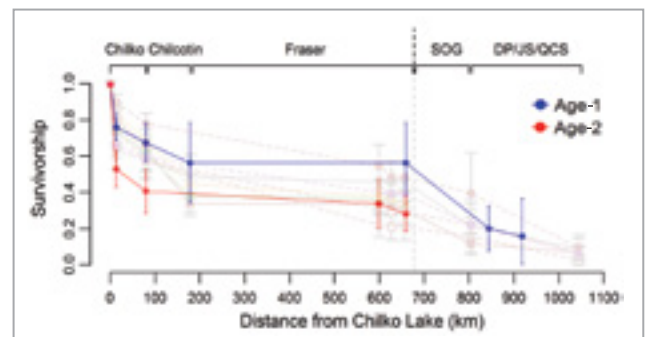 Chilko Chilcotin Fraser SOG DP/JS/QCS
Age-1
Age-2
Survivorship
1.0
0.8
0.6
0.4
0.2
0.0
0 100 200 300 400 500 600 700 800 900 1000 1100
Distance from Chilko Lake (km)